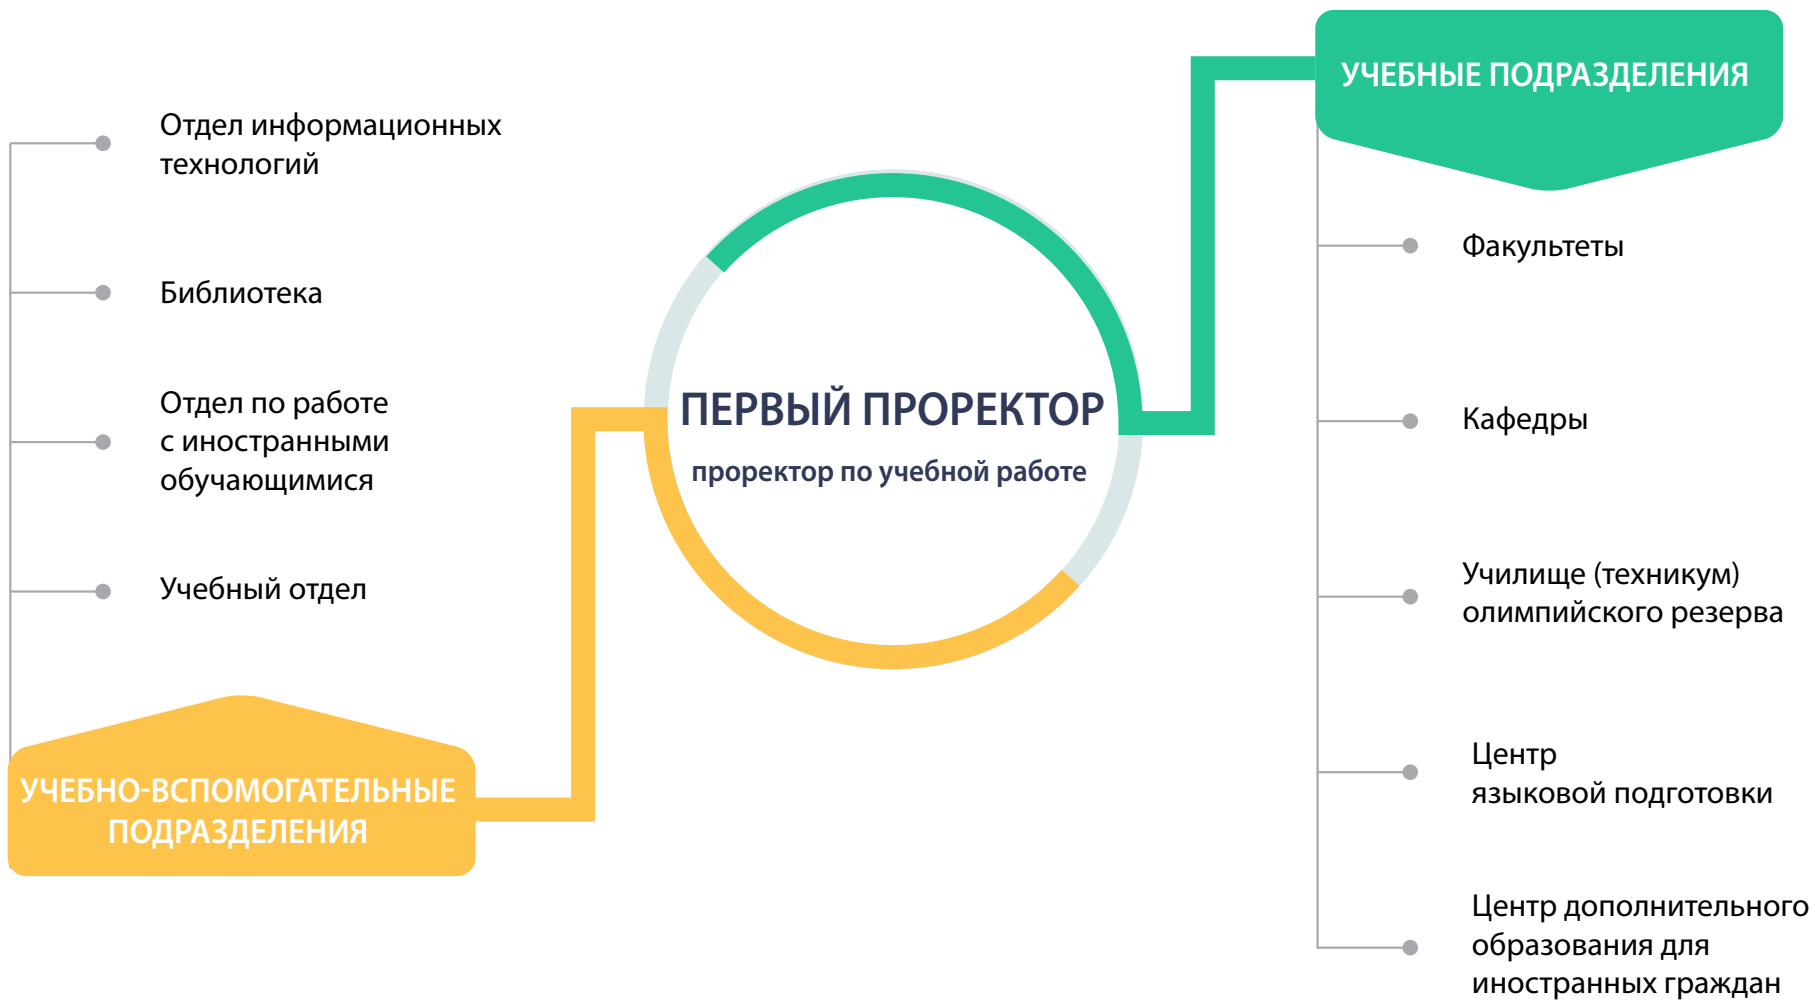 Отдел информационных
технологий
Библиотека
Отдел по работе
с иностранными
обучающимися
Учебный отдел
УЧЕБНО-ВСПОМОГАТЕЛЬНЫЕ
ПОДРАЗДЕЛЕНИЯ
ПЕРВЫЙ ПРОРЕКТОР
проректор по учебной работе
УЧЕБНЫЕ ПОДРАЗДЕЛЕНИЯ
Факультеты
Кафедры
Училище (техникум)
олимпийского резерва
Центр
языковой подготовки
Центр дополнительного
образования для
иностранных граждан